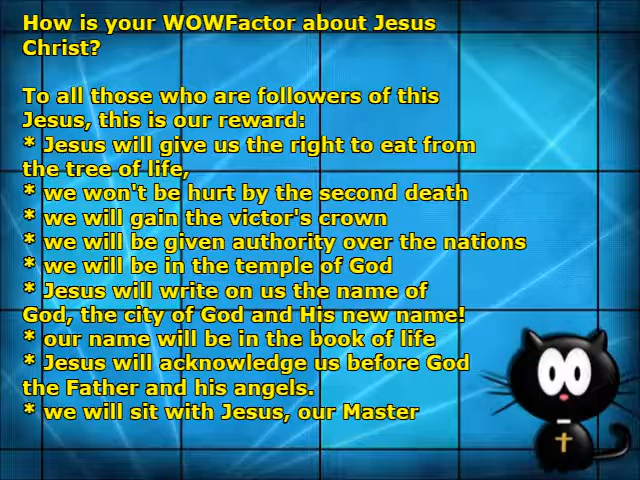 How is your WOWFactor about Jesus
Christ?
To all those who are followers of this
Jesus, this is our reward:
* Jesus will give us the right to eat from
the tree of life,
* we won't be hurt by the second death
* we will gain the victor's crown
* we will be given authority over the nations
* we will be in the temple of God
* Jesus will write on us the name of
God, the city of God and His new name!
* our name will be in the book of life
* Jesus will acknowledge us before God
the Father and his angels.
* we will sit with Jesus, our Master